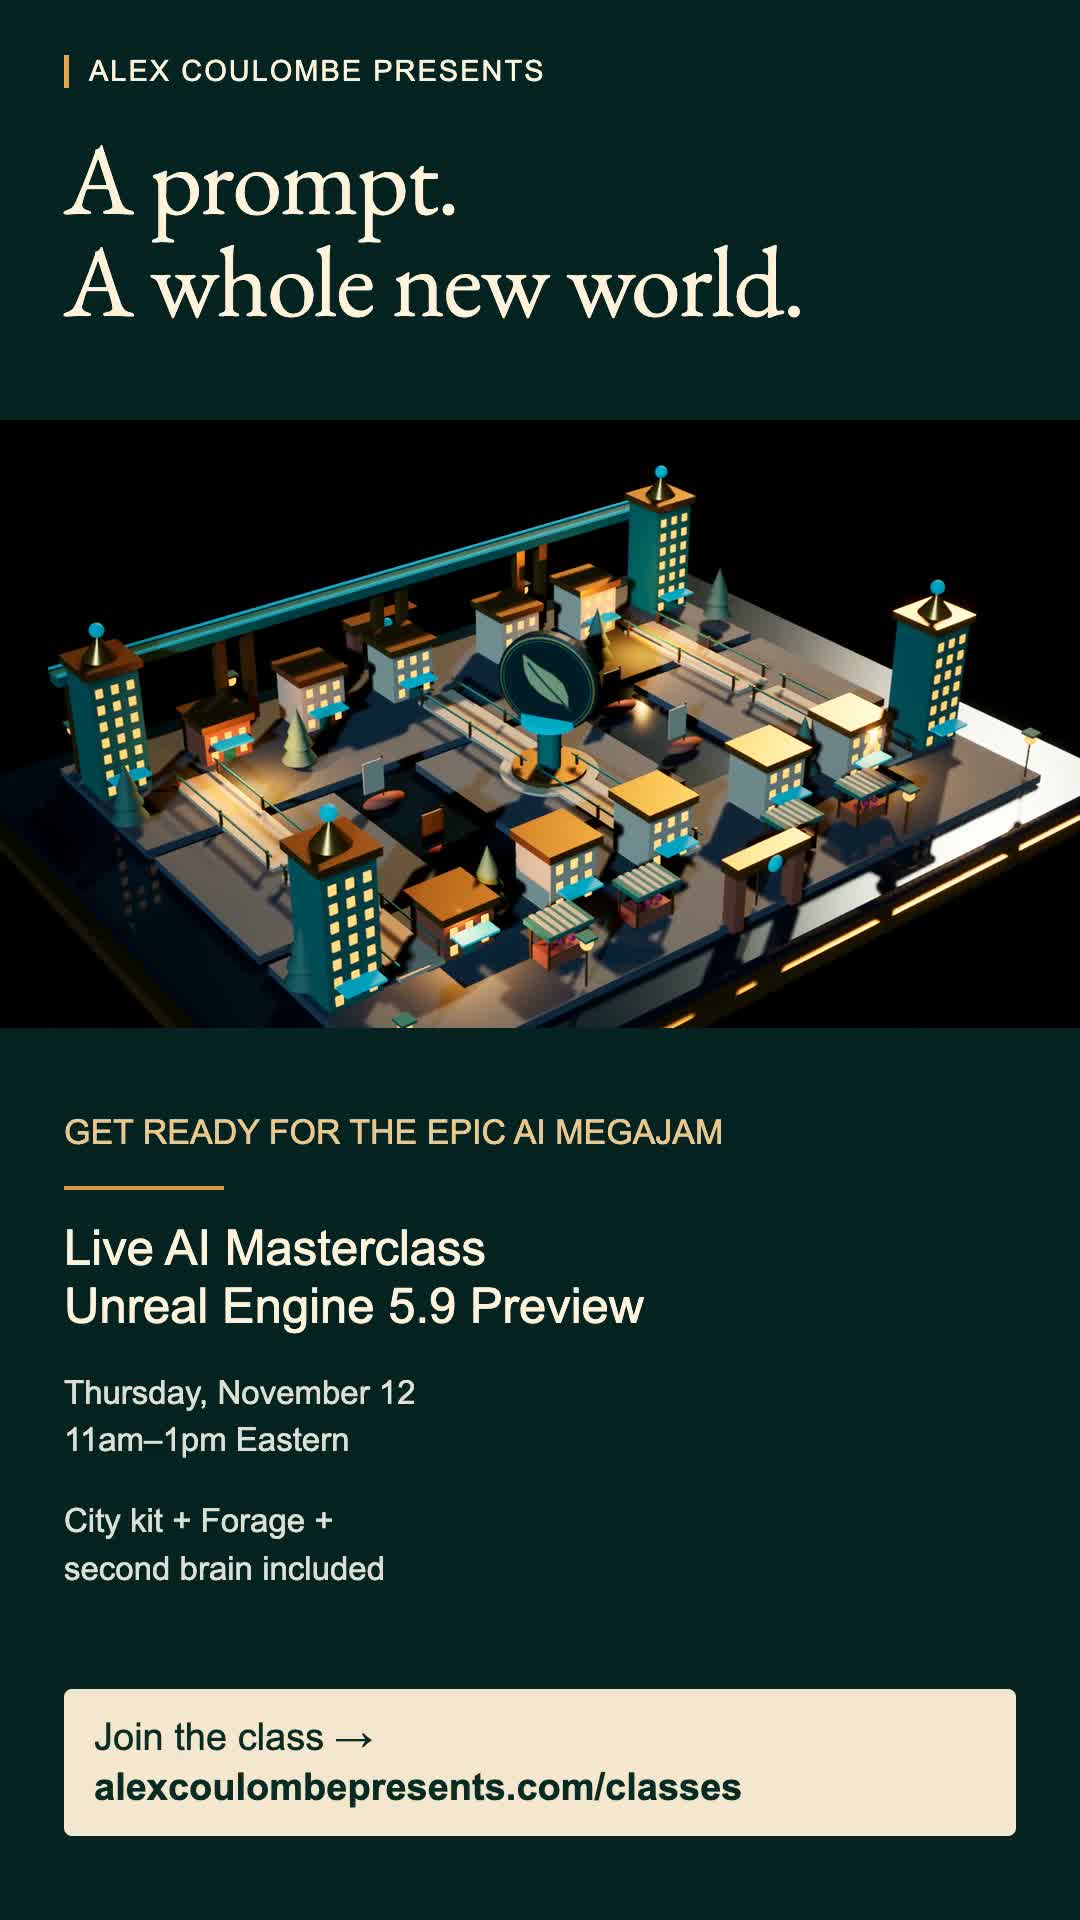 ALEX COULOMBE PRESENTS
A prompt.
A whole new world.
GET READY FOR THE EPIC AI MEGAJAM
Live AI Masterclass
Unreal Engine 5.9 Preview
Thursday, November 12
11am–1pm Eastern
City kit + Forage +
second brain included
Join the class →
alexcoulombepresents.com/classes